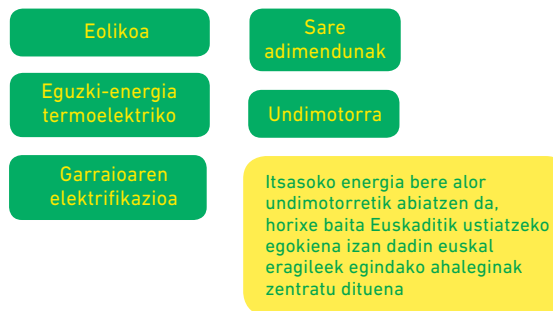 Eolikoa
Eguzki-energia
termoelektriko
Garraioaren
elektrifikazioa
Sare
adimendunak
Undimotorra
Itsasoko energia bere alor
undimotorretik abiatzen da,
horixe baita Euskaditik ustiatzeko
egokiena izan dadin euskal
eragileek egindako ahaleginak
zentratu dituena